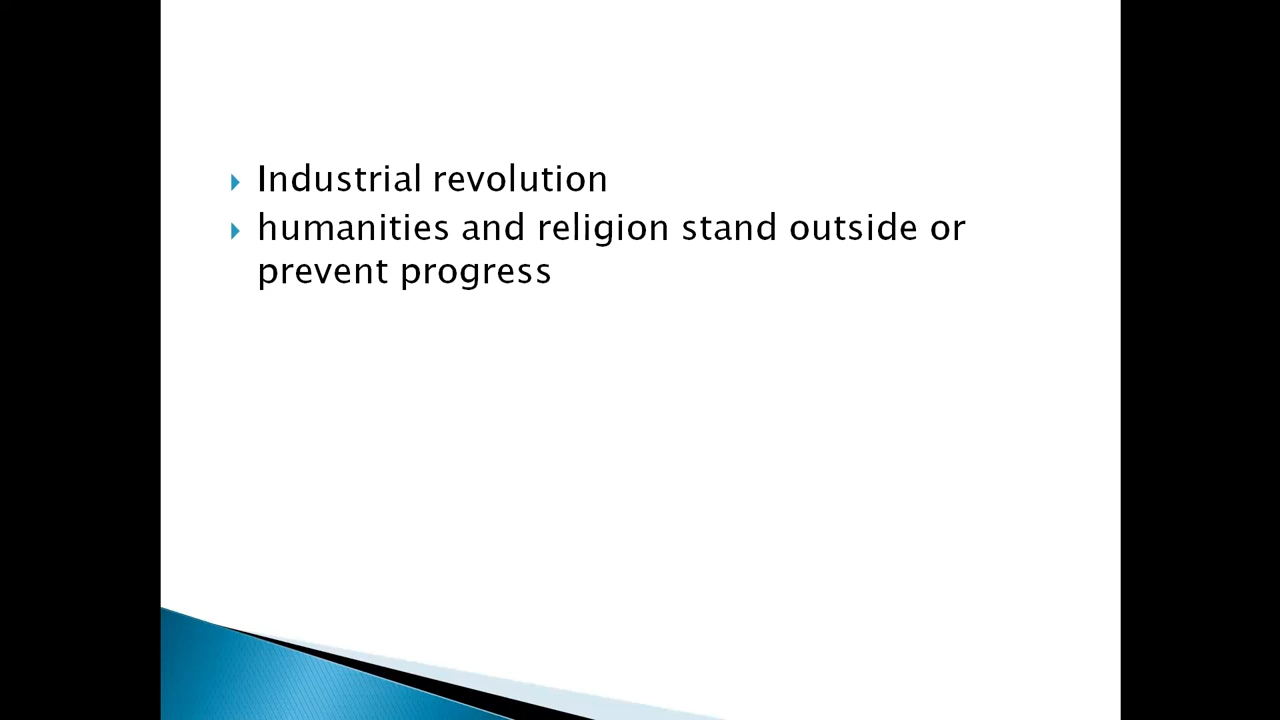 Industrial revolution
humanities and religion stand outside or
prevent progress